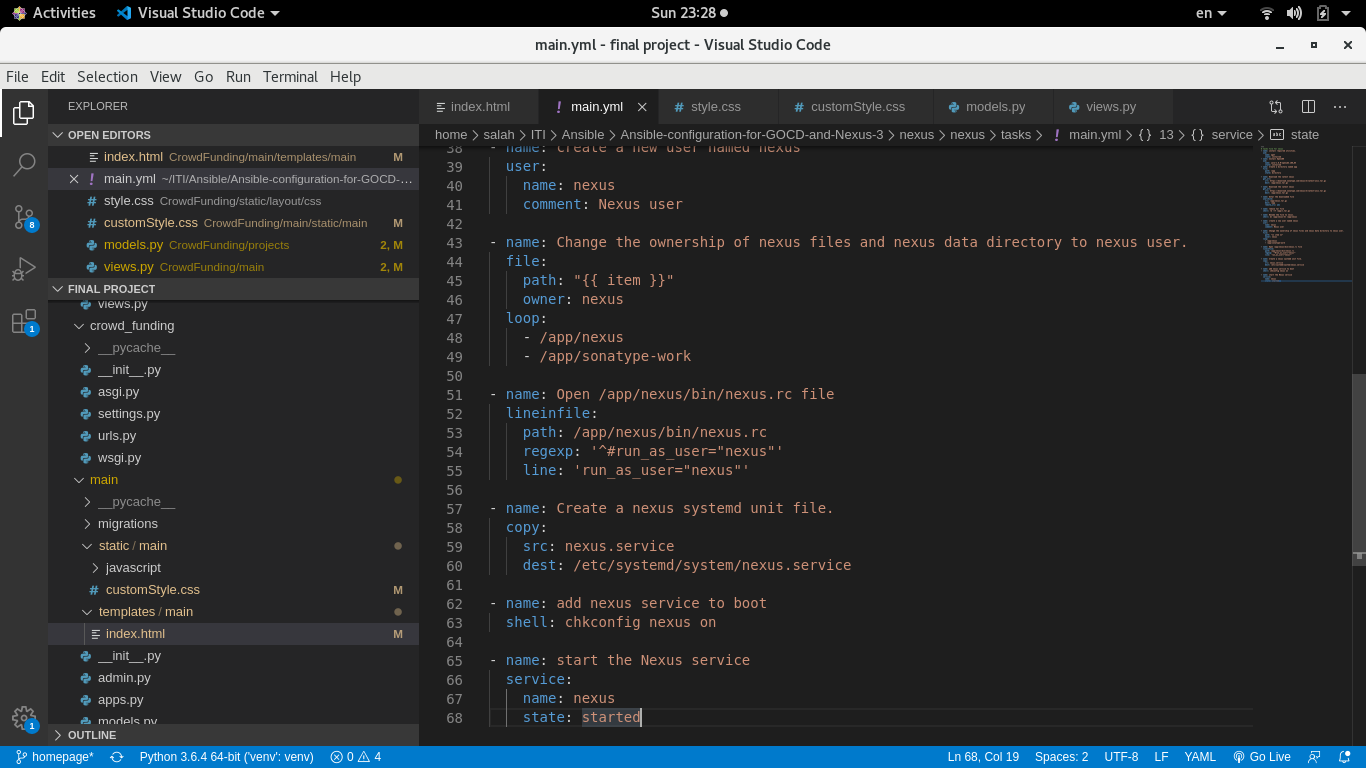 Activities
Visual Studio Code
Sun 23:28
en
main.yml - final project - Visual Studio Code
File Edit Selection View Go Run Terminal Help
EXPLORER
OPEN EDITORS
index.html CrowdFunding/main/templates/main M
main.yml ~/ITI/Ansible/Ansible-configuration-for-GOCD-...
style.css CrowdFunding/static/layout/css
customStyle.css CrowdFunding/main/static/main M
models.py CrowdFunding/projects 2, M
views.py CrowdFunding/main 2, M
FINAL PROJECT
views.py
crowd_funding
__pycache__
__init__.py
asgi.py
settings.py
urls.py
wsgi.py
main
__pycache__
migrations
static / main
javascript
customStyle.css M
templates / main
index.html M
__init__.py
admin.py
apps.py
models.py
OUTLINE
8
1
1
index.html
main.yml
style.css
customStyle.css
models.py
views.py
home > salah > ITI > Ansible > Ansible-configuration-for-GOCD-and-Nexus-3 > nexus > nexus > tasks > ! main.yml > { } 13 > { } service > abc state
38 - name: Create a new user named nexus
39 user:
40 name: nexus
41 comment: Nexus user
42
43 - name: Change the ownership of nexus files and nexus data directory to nexus user.
44 file:
45 path: "{{ item }}"
46 owner: nexus
47 loop:
48 - /app/nexus
49 - /app/sonatype-work
50
51 - name: Open /app/nexus/bin/nexus.rc file
52 lineinfile:
53 path: /app/nexus/bin/nexus.rc
54 regexp: '^#run_as_user="nexus"'
55 line: 'run_as_user="nexus"'
56
57 - name: Create a nexus systemd unit file.
58 copy:
59 src: nexus.service
60 dest: /etc/systemd/system/nexus.service
61
62 - name: add nexus service to boot
63 shell: chkconfig nexus on
64
65 - name: start the Nexus service
66 service:
67 name: nexus
68 state: started
homepage* Python 3.6.4 64-bit ('venv': venv) 0 4 Ln 68, Col 19 Spaces: 2 UTF-8 LF YAML Go Live